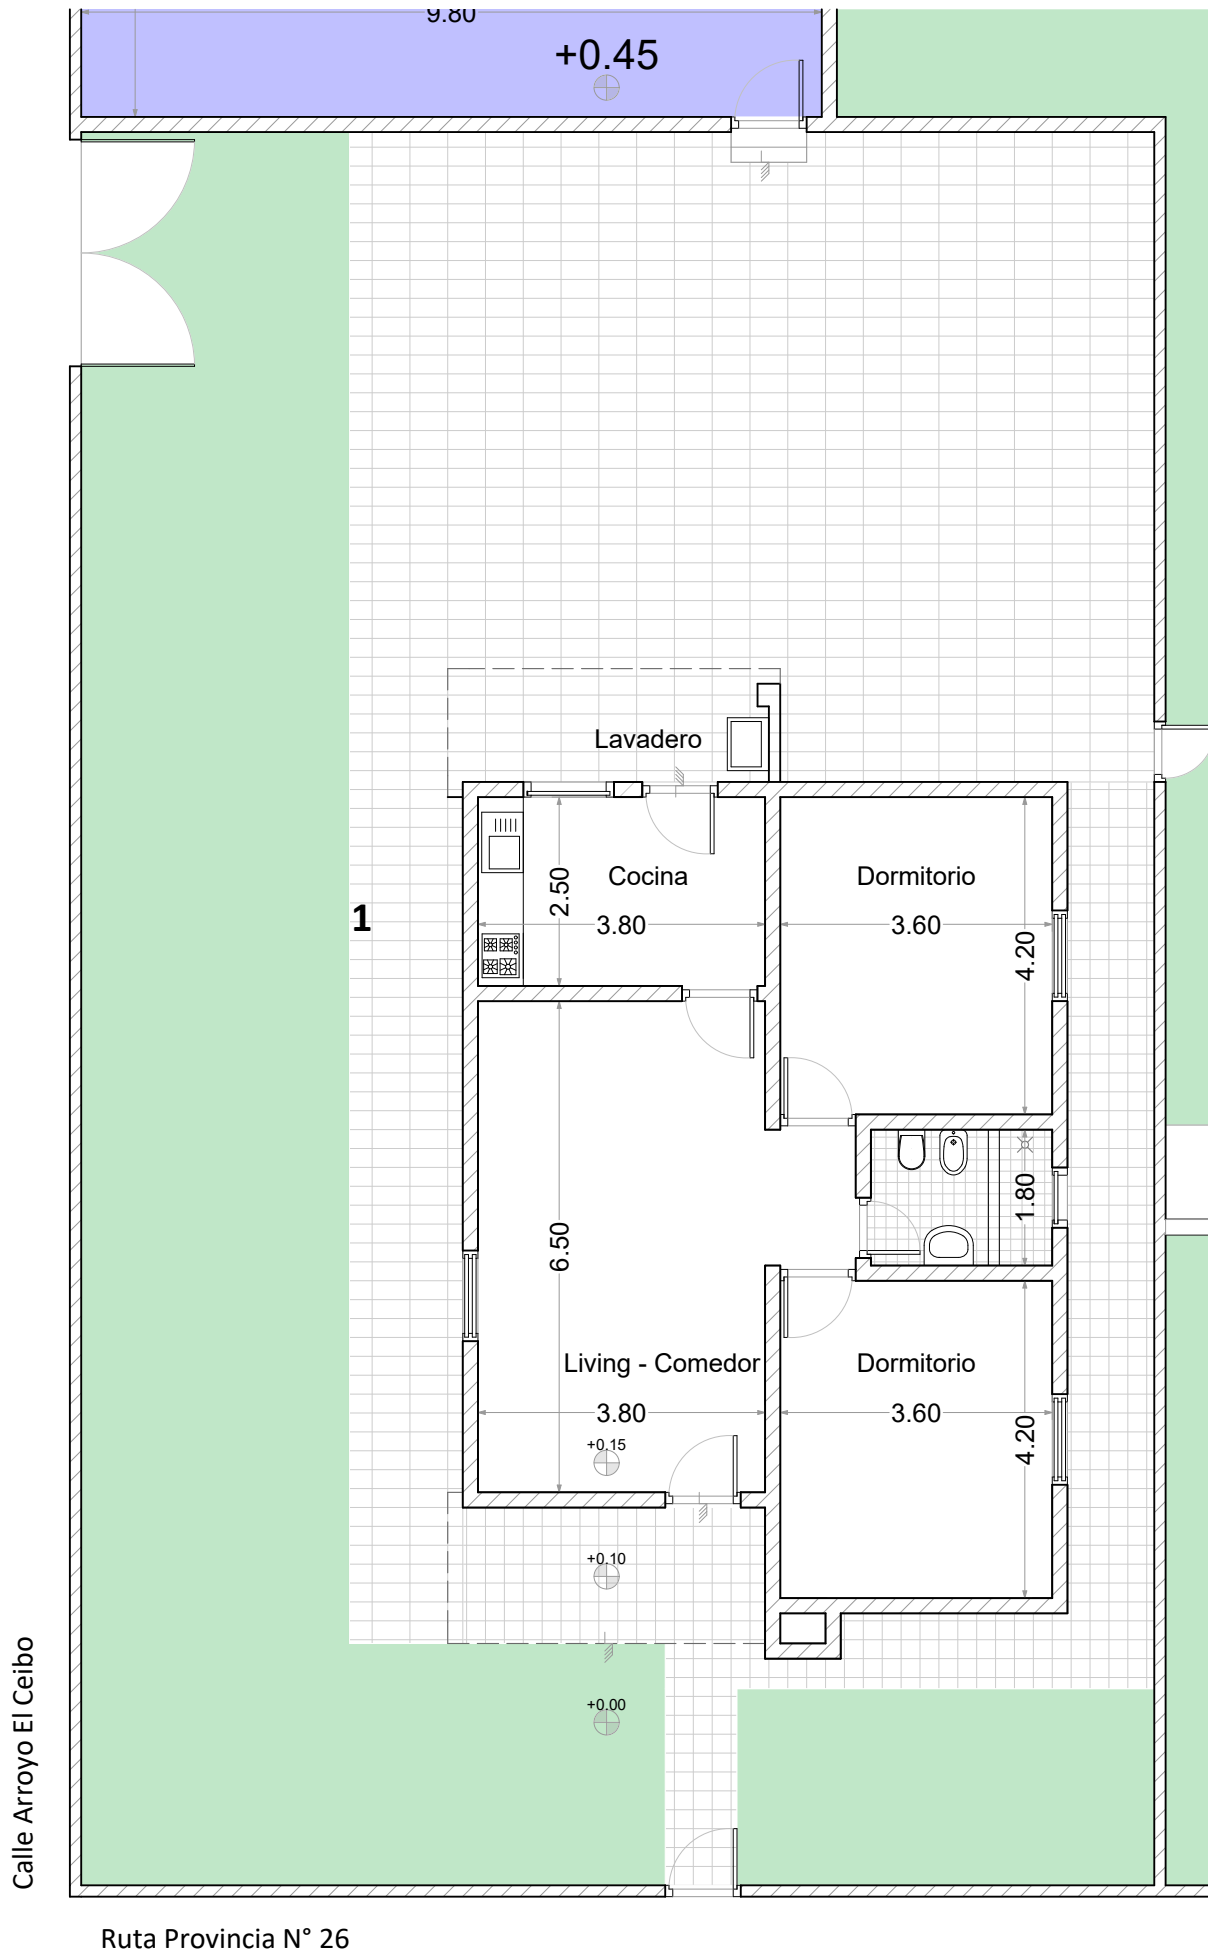 9.80
+0.45
Lavadero
Cocina
2.50
3.80
Dormitorio
3.60
4.20
1
1.80
6.50
Living - Comedor
3.80
+0.15
Dormitorio
3.60
4.20
+0.10
+0.00
Calle Arroyo El Ceibo
Ruta Provincia N° 26